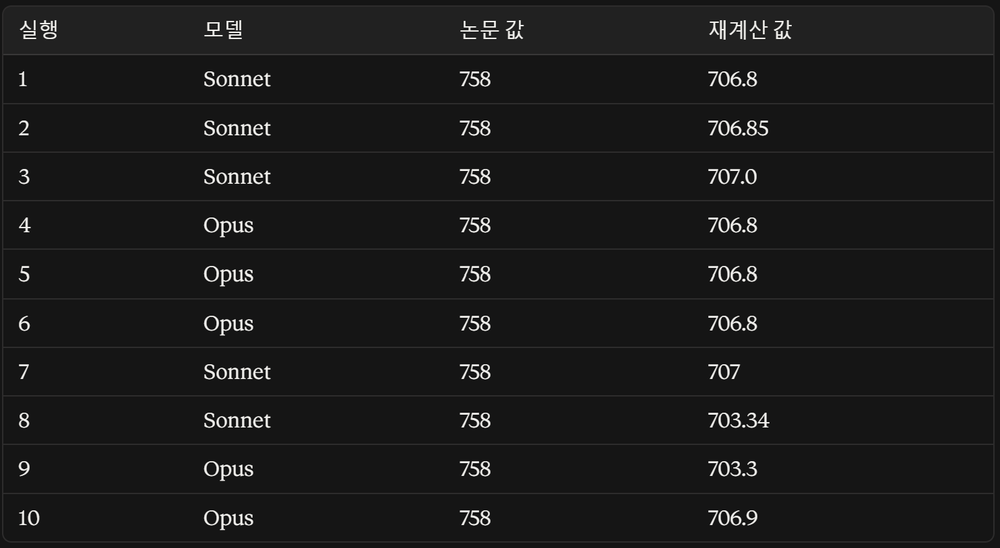 실행 모델 논문 값 재계산 값
1 Sonnet 758 706.8
2 Sonnet 758 706.85
3 Sonnet 758 707.0
4 Opus 758 706.8
5 Opus 758 706.8
6 Opus 758 706.8
7 Sonnet 758 707
8 Sonnet 758 703.34
9 Opus 758 703.3
10 Opus 758 706.9